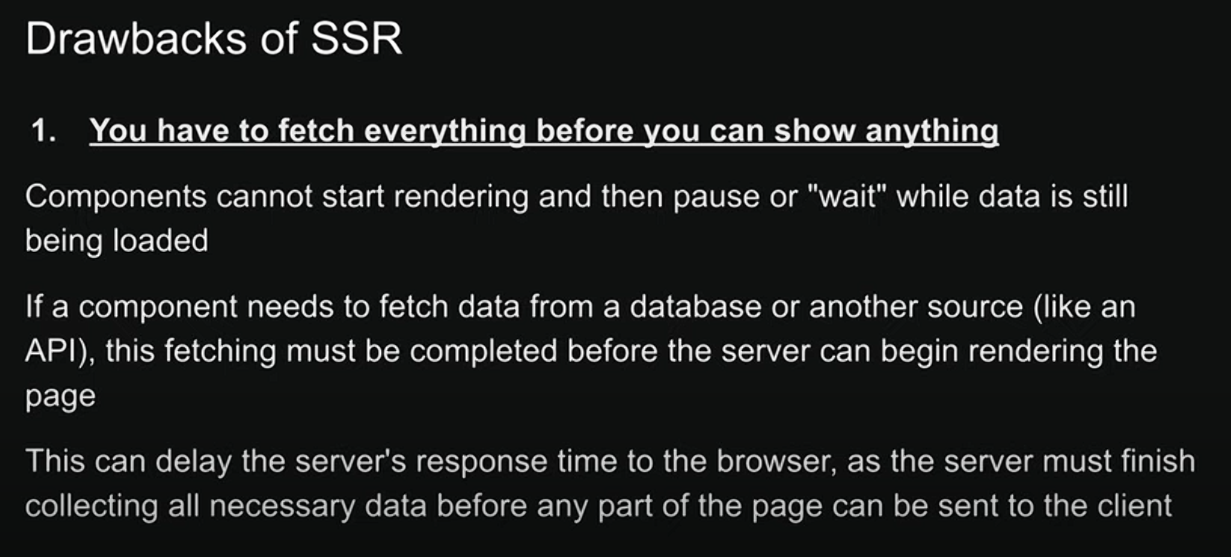 Drawbacks of SSR
1. You have to fetch everything before you can show anything
Components cannot start rendering and then pause or "wait" while data is still
being loaded
If a component needs to fetch data from a database or another source (like an
API), this fetching must be completed before the server can begin rendering the
page
This can delay the server's response time to the browser, as the server must finish
collecting all necessary data before any part of the page can be sent to the client